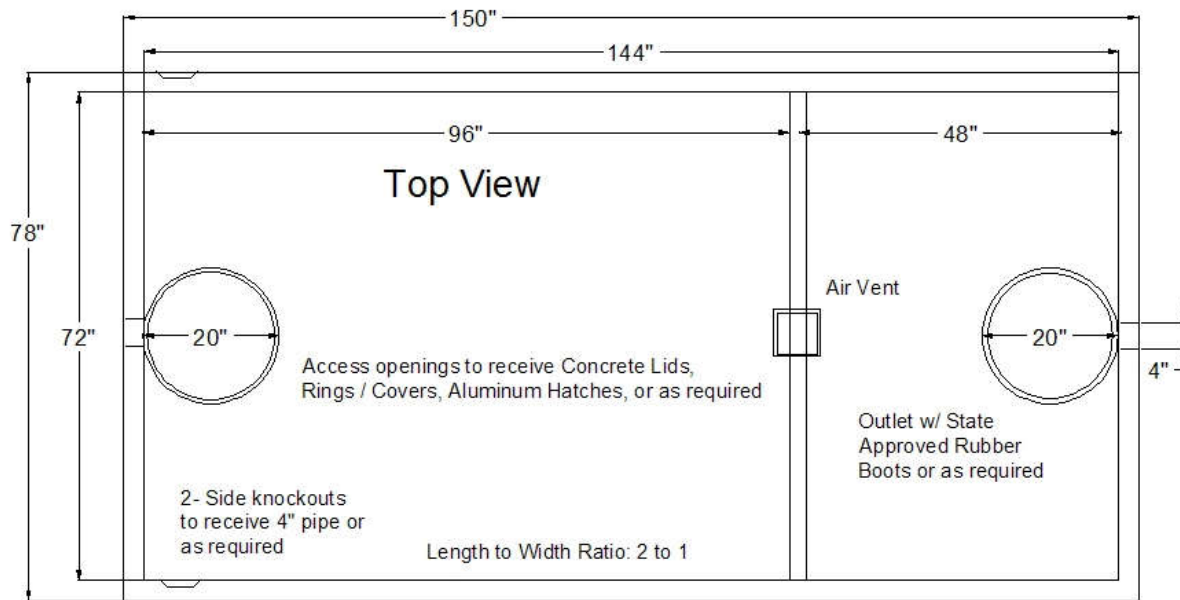 150"
144"
96"
48"
Top View
78"
Air Vent
72"
20"
20"
4"
Access openings to receive Concrete Lids,
Rings / Covers, Aluminum Hatches, or as required
Outlet w/ State
Approved Rubber
Boots or as required
2- Side knockouts
to receive 4" pipe or
as required
Length to Width Ratio: 2 to 1